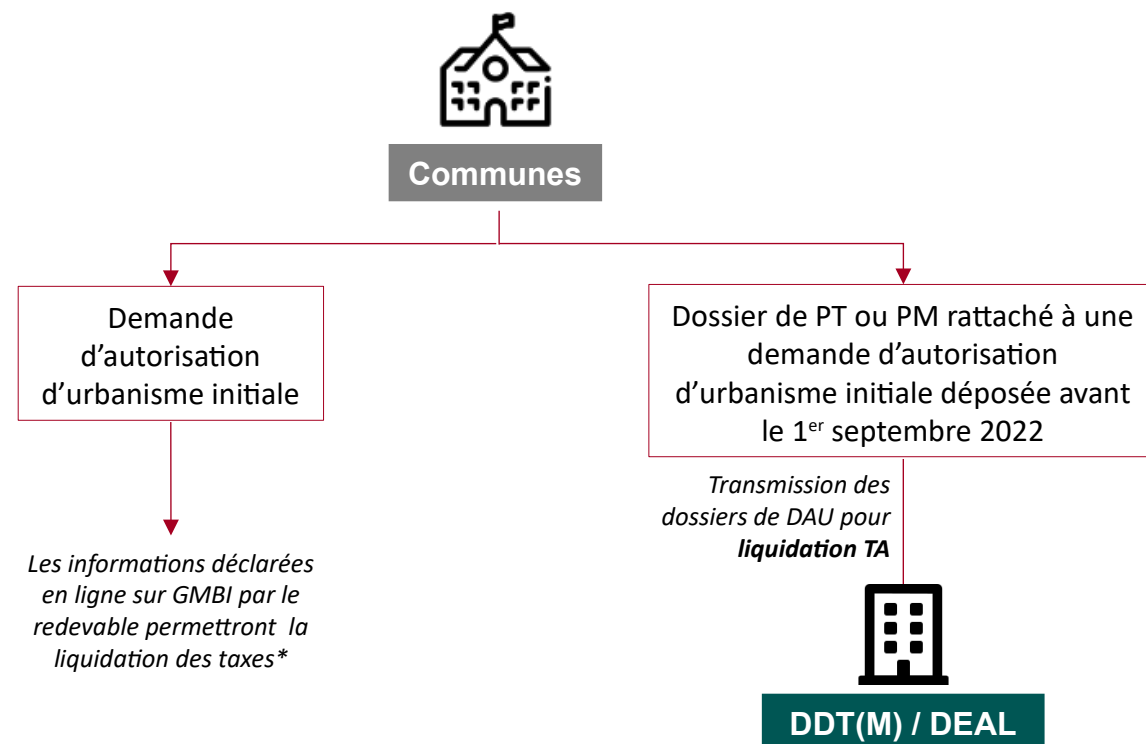 Communes
Demande
d’autorisation
d’urbanisme initiale
Dossier de PT ou PM rattaché à une
demande d’autorisation
d’urbanisme initiale déposée avant
le 1er septembre 2022
Les informations déclarées
en ligne sur GMBI par le
redevable permettront la
liquidation des taxes*
Transmission des
dossiers de DAU pour
liquidation TA
DDT(M) / DEAL